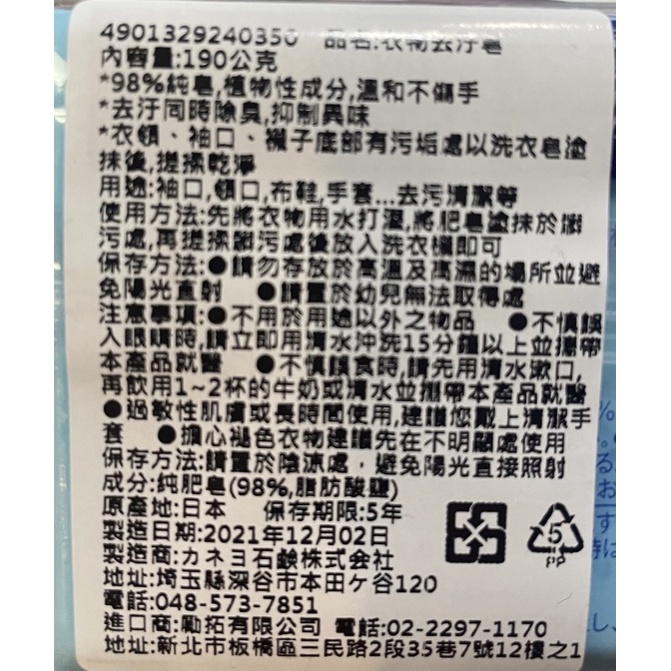 4901329240350 品名:衣物去汙皂
內容量:190公克
*98%純皂,植物性成分,溫和不傷手
*去汙同時除臭,抑制異味
*衣領、袖口、襪子底部有污垢處以洗衣皂塗
抹後,搓揉乾淨
用途:袖口,領口,布鞋,手套...去污清潔等
使用方法:先將衣物用水打溼,將肥皂塗抹於髒
污處,再搓揉髒污處後放入洗衣機即可
保存方法:●請勿存放於高溫及高濕的場所並避
免陽光直射 ●請置於幼兒無法取得處
注意事項:●不用於用途以外之物品 ●不慎誤
入眼睛時,請立即用清水沖洗15分鐘以上並攜帶
本產品就醫 ●不慎誤食時,請先用清水漱口,
再飲用1~2杯的牛奶或清水並攜帶本產品就醫
●過敏性肌膚或長時間使用,建議您戴上清潔手
套 ●擔心褪色衣物建議先在不明顯處使用
保存方法:請置於陰涼處,避免陽光直接照射
成分:純肥皂(98%,脂肪酸鹽)
原產地:日本 保存期限:5年
製造日期:2021年12月02日
製造商:カネヨ石鹸株式会社
地址:埼玉縣深谷市本田ケ谷120
電話:048-573-7851
進口商:勵拓有限公司 電話:02-2297-1170
地址:新北市板橋區三民路2段35巷7號12樓之1
5
PP